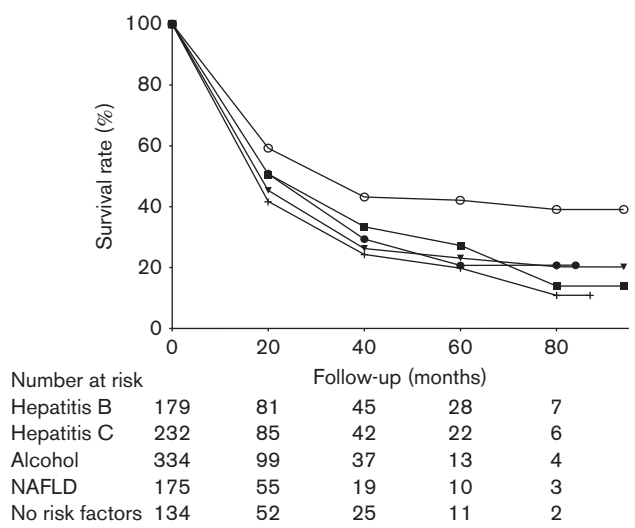 100
80
60
40
20
0
Survival rate (%)
0 20 40 60 80
Follow-up (months)
Number at risk
Hepatitis B 179 81 45 28 7
Hepatitis C 232 85 42 22 6
Alcohol 334 99 37 13 4
NAFLD 175 55 19 10 3
No risk factors 134 52 25 11 2